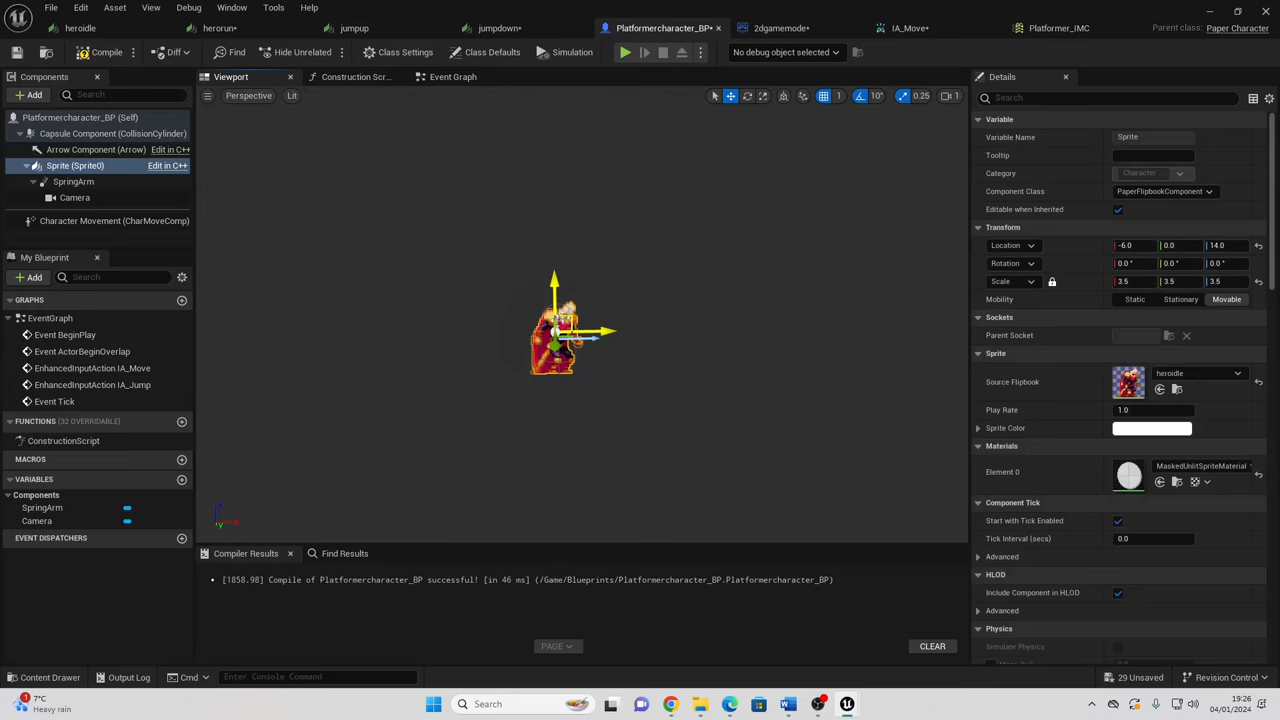 File Edit Asset View Debug Window Tools Help
heroidle herorun* jumpup jumpdown* Platformercharacter_BP* 2dgamemode* IA_Move* Platformer_IMC Parent class: Paper Character
Compile Diff Find Hide Unrelated Class Settings Class Defaults Simulation No debug object selected
Components
Add Search
Platformercharacter_BP (Self)
Capsule Component (CollisionCylinder)
Arrow Component (Arrow) Edit in C++
Sprite (Sprite0) Edit in C++
SpringArm
Camera
Character Movement (CharMoveComp)
My Blueprint
Add Search
GRAPHS
EventGraph
Event BeginPlay
Event ActorBeginOverlap
EnhancedInputAction IA_Move
EnhancedInputAction IA_Jump
Event Tick
FUNCTIONS (32 OVERRIDABLE)
ConstructionScript
MACROS
VARIABLES
Components
SpringArm
Camera
EVENT DISPATCHERS
Viewport Construction Scr... Event Graph
Perspective Lit 1 10° 0.25 1
Compiler Results Find Results
[1858.98] Compile of Platformercharacter_BP successful! [in 46 ms] (/Game/Blueprints/Platformercharacter_BP.Platformercharacter_BP)
PAGE CLEAR
Details
Search
Variable
Variable Name Sprite
Tooltip
Category Character
Component Class PaperFlipbookComponent
Editable when Inherited
Transform
Location -6.0 0.0 14.0
Rotation 0.0 ° 0.0 ° 0.0 °
Scale 3.5 3.5 3.5
Mobility Static Stationary Movable
Sockets
Parent Socket
Sprite
Source Flipbook heroidle
Play Rate 1.0
Sprite Color
Materials
Element 0 MaskedUnlitSpriteMaterial
Component Tick
Start with Tick Enabled
Tick Interval (secs) 0.0
Advanced
HLOD
Include Component in HLOD
Advanced
Physics
Simulate Physics
Content Drawer Output Log Cmd Enter Console Command 29 Unsaved Revision Control
1 7°C
Heavy rain
Search
19:26
04/01/2024